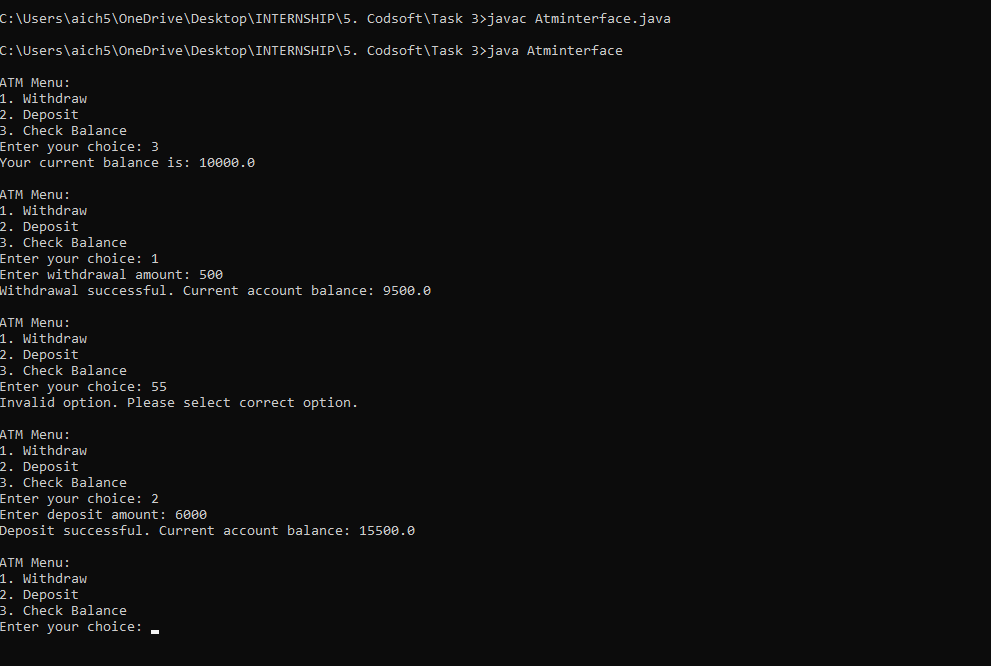 C:\Users\aich5\OneDrive\Desktop\INTERNSHIP\5. Codsoft\Task 3>javac Atminterface.java
C:\Users\aich5\OneDrive\Desktop\INTERNSHIP\5. Codsoft\Task 3>java Atminterface
ATM Menu:
1. Withdraw
2. Deposit
3. Check Balance
Enter your choice: 3
Your current balance is: 10000.0
ATM Menu:
1. Withdraw
2. Deposit
3. Check Balance
Enter your choice: 1
Enter withdrawal amount: 500
Withdrawal successful. Current account balance: 9500.0
ATM Menu:
1. Withdraw
2. Deposit
3. Check Balance
Enter your choice: 55
Invalid option. Please select correct option.
ATM Menu:
1. Withdraw
2. Deposit
3. Check Balance
Enter your choice: 2
Enter deposit amount: 6000
Deposit successful. Current account balance: 15500.0
ATM Menu:
1. Withdraw
2. Deposit
3. Check Balance
Enter your choice: